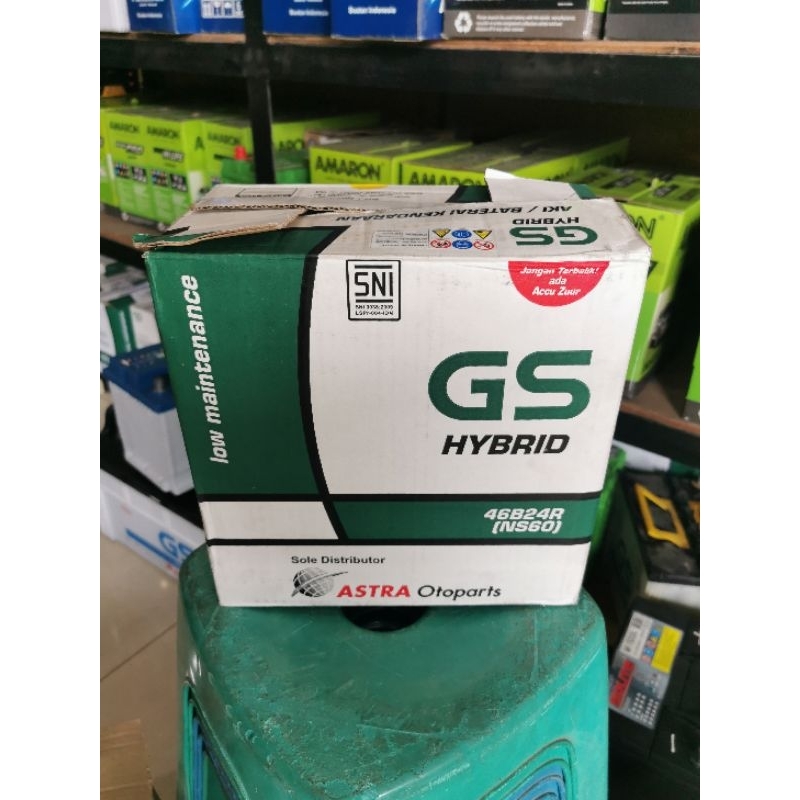 AMARON
AMARON
AMARON
AKI / BATERAI KENDARAAN
GS
HYBRID
low maintenance
SNI
Jangan Terbalik!
ada
Accu Zuur
GS
HYBRID
46B24R
(NS60)
Sole Distributor
ASTRA Otoparts
GS